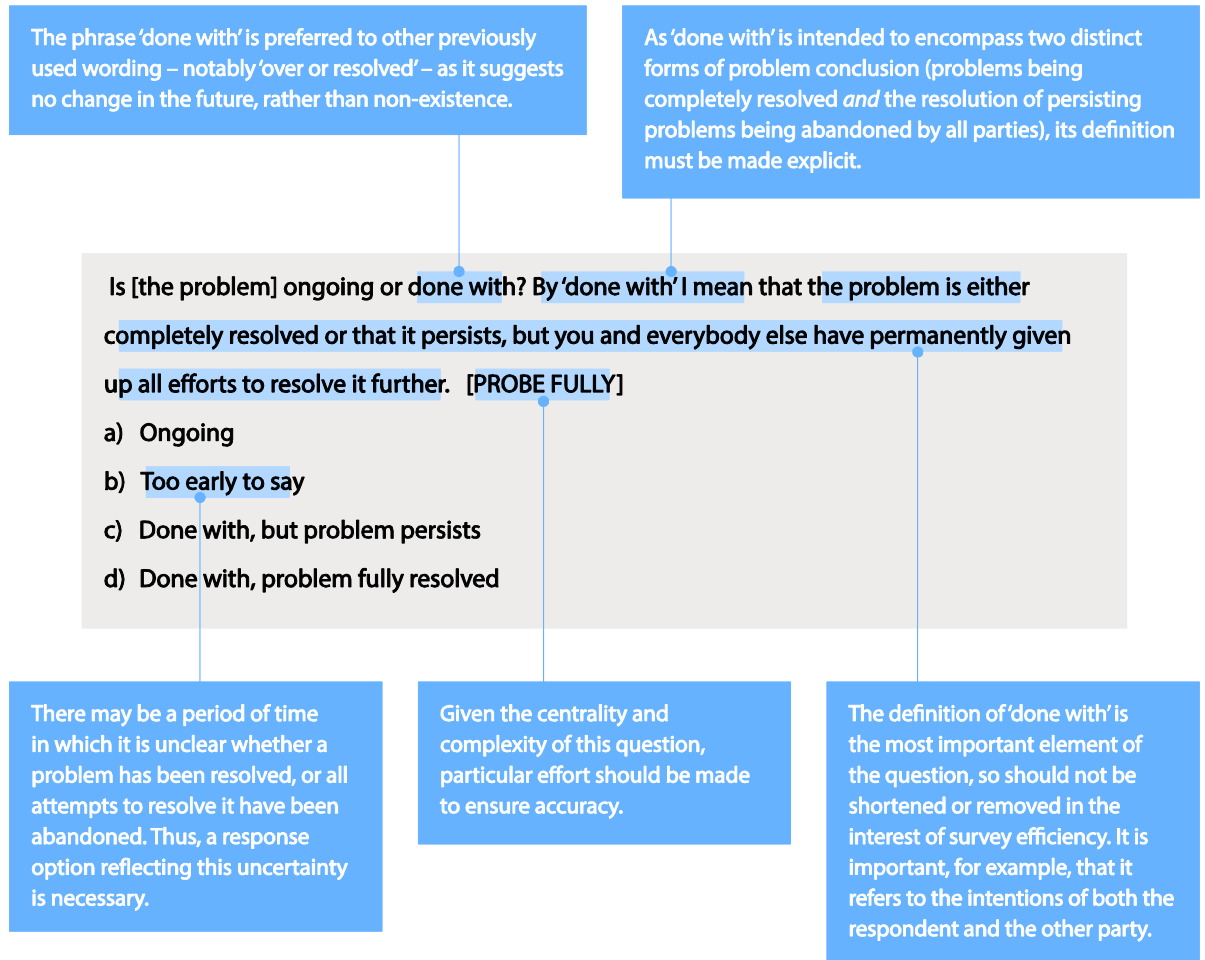 The phrase ‘done with’ is preferred to other previously
used wording – notably ‘over or resolved’ – as it suggests
no change in the future, rather than non-existence.
As ‘done with’ is intended to encompass two distinct
forms of problem conclusion (problems being
completely resolved and the resolution of persisting
problems being abandoned by all parties), its definition
must be made explicit.
Is [the problem] ongoing or done with? By ‘done with’ I mean that the problem is either
completely resolved or that it persists, but you and everybody else have permanently given
up all efforts to resolve it further. [PROBE FULLY]
a) Ongoing
b) Too early to say
c) Done with, but problem persists
d) Done with, problem fully resolved
There may be a period of time
in which it is unclear whether a
problem has been resolved, or all
attempts to resolve it have been
abandoned. Thus, a response
option reflecting this uncertainty
is necessary.
Given the centrality and
complexity of this question,
particular effort should be made
to ensure accuracy.
The definition of ‘done with’ is
the most important element of
the question, so should not be
shortened or removed in the
interest of survey efficiency. It is
important, for example, that it
refers to the intentions of both the
respondent and the other party.